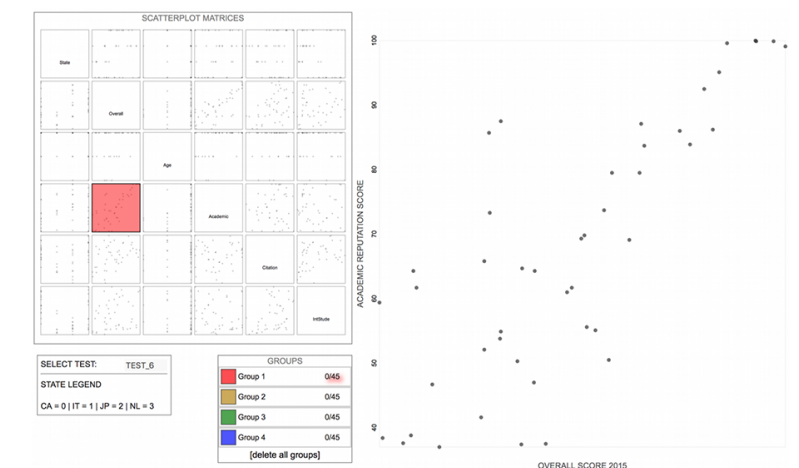 SCATTERPLOT MATRICES
State
Overall
Age
Academic
Citation
IntStude
SELECT TEST: TEST_6
STATE LEGEND
CA = 0 | IT = 1 | JP = 2 | NL = 3
GROUPS
Group 1 0/45
Group 2 0/45
Group 3 0/45
Group 4 0/45
[delete all groups]
ACADEMIC REPUTATION SCORE
100
90
80
70
60
50
40
OVERALL SCORE 2015